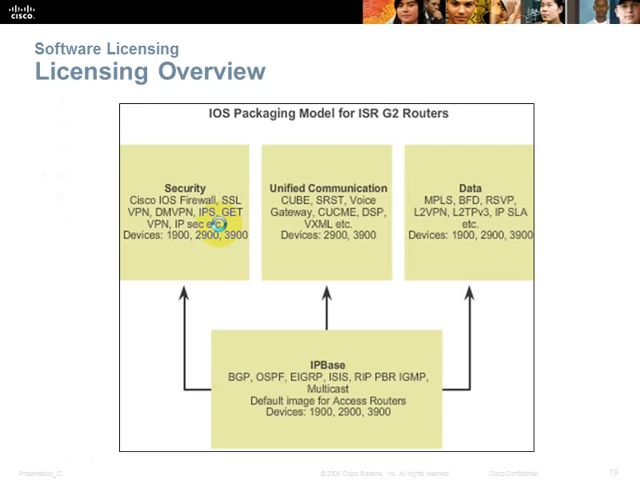 CISCO
Software Licensing
Licensing Overview
IOS Packaging Model for ISR G2 Routers
Security
Cisco IOS Firewall, SSL
VPN, DMVPN, IPS, GET
VPN, IP sec etc.
Devices: 1900, 2900, 3900
Unified Communication
CUBE, SRST, Voice
Gateway, CUCME, DSP,
VXML etc.
Devices: 2900, 3900
Data
MPLS, BFD, RSVP,
L2VPN, L2TPv3, IP SLA
etc.
Devices: 1900, 2900, 3900
IPBase
BGP, OSPF, EIGRP, ISIS, RIP PBR IGMP,
Multicast
Default image for Access Routers
Devices: 1900, 2900, 3900
Presentation_ID
© 2008 Cisco Systems, Inc. All rights reserved.
Cisco Confidential
19